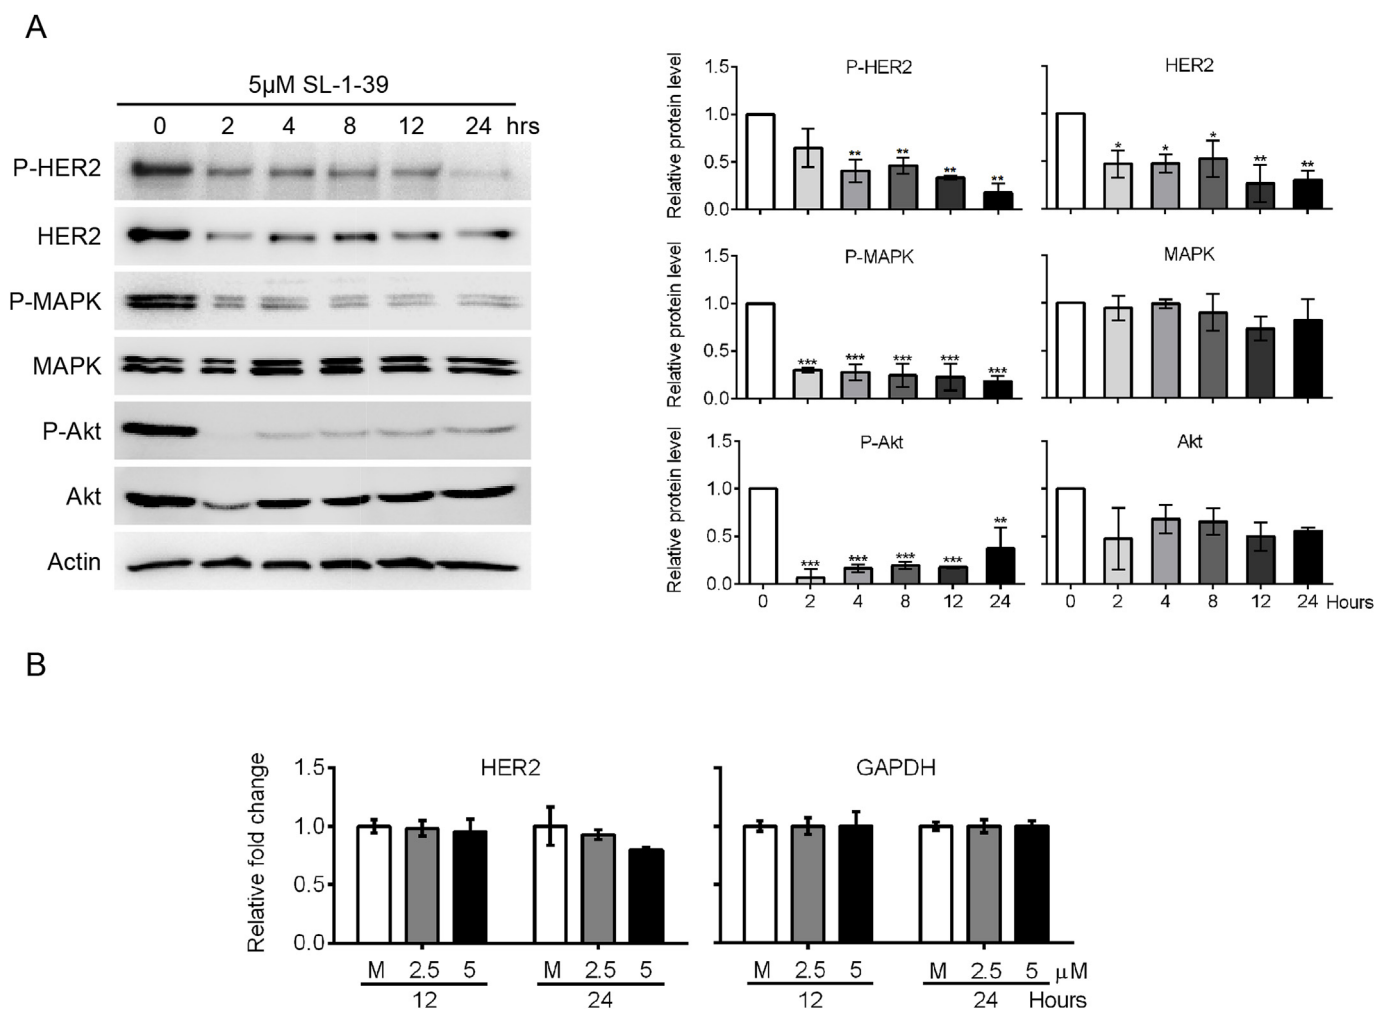 A
5μM SL-1-39
0 2 4 8 12 24 hrs
P-HER2
HER2
P-MAPK
MAPK
P-Akt
Akt
Actin
P-HER2
Relative protein level
1.5
1.0
0.5
0.0
** ** ** **
HER2
* * * ** **
P-MAPK
Relative protein level
1.5
1.0
0.5
0.0
*** *** *** *** ***
MAPK
P-Akt
Relative protein level
1.5
1.0
0.5
0.0
*** *** *** *** **
0 2 4 8 12 24
Akt
0 2 4 8 12 24 Hours
B
HER2
Relative fold change
1.5
1.0
0.5
0.0
M 2.5 5 M 2.5 5
12 24
GAPDH
M 2.5 5 M 2.5 5 μM
12 24 Hours